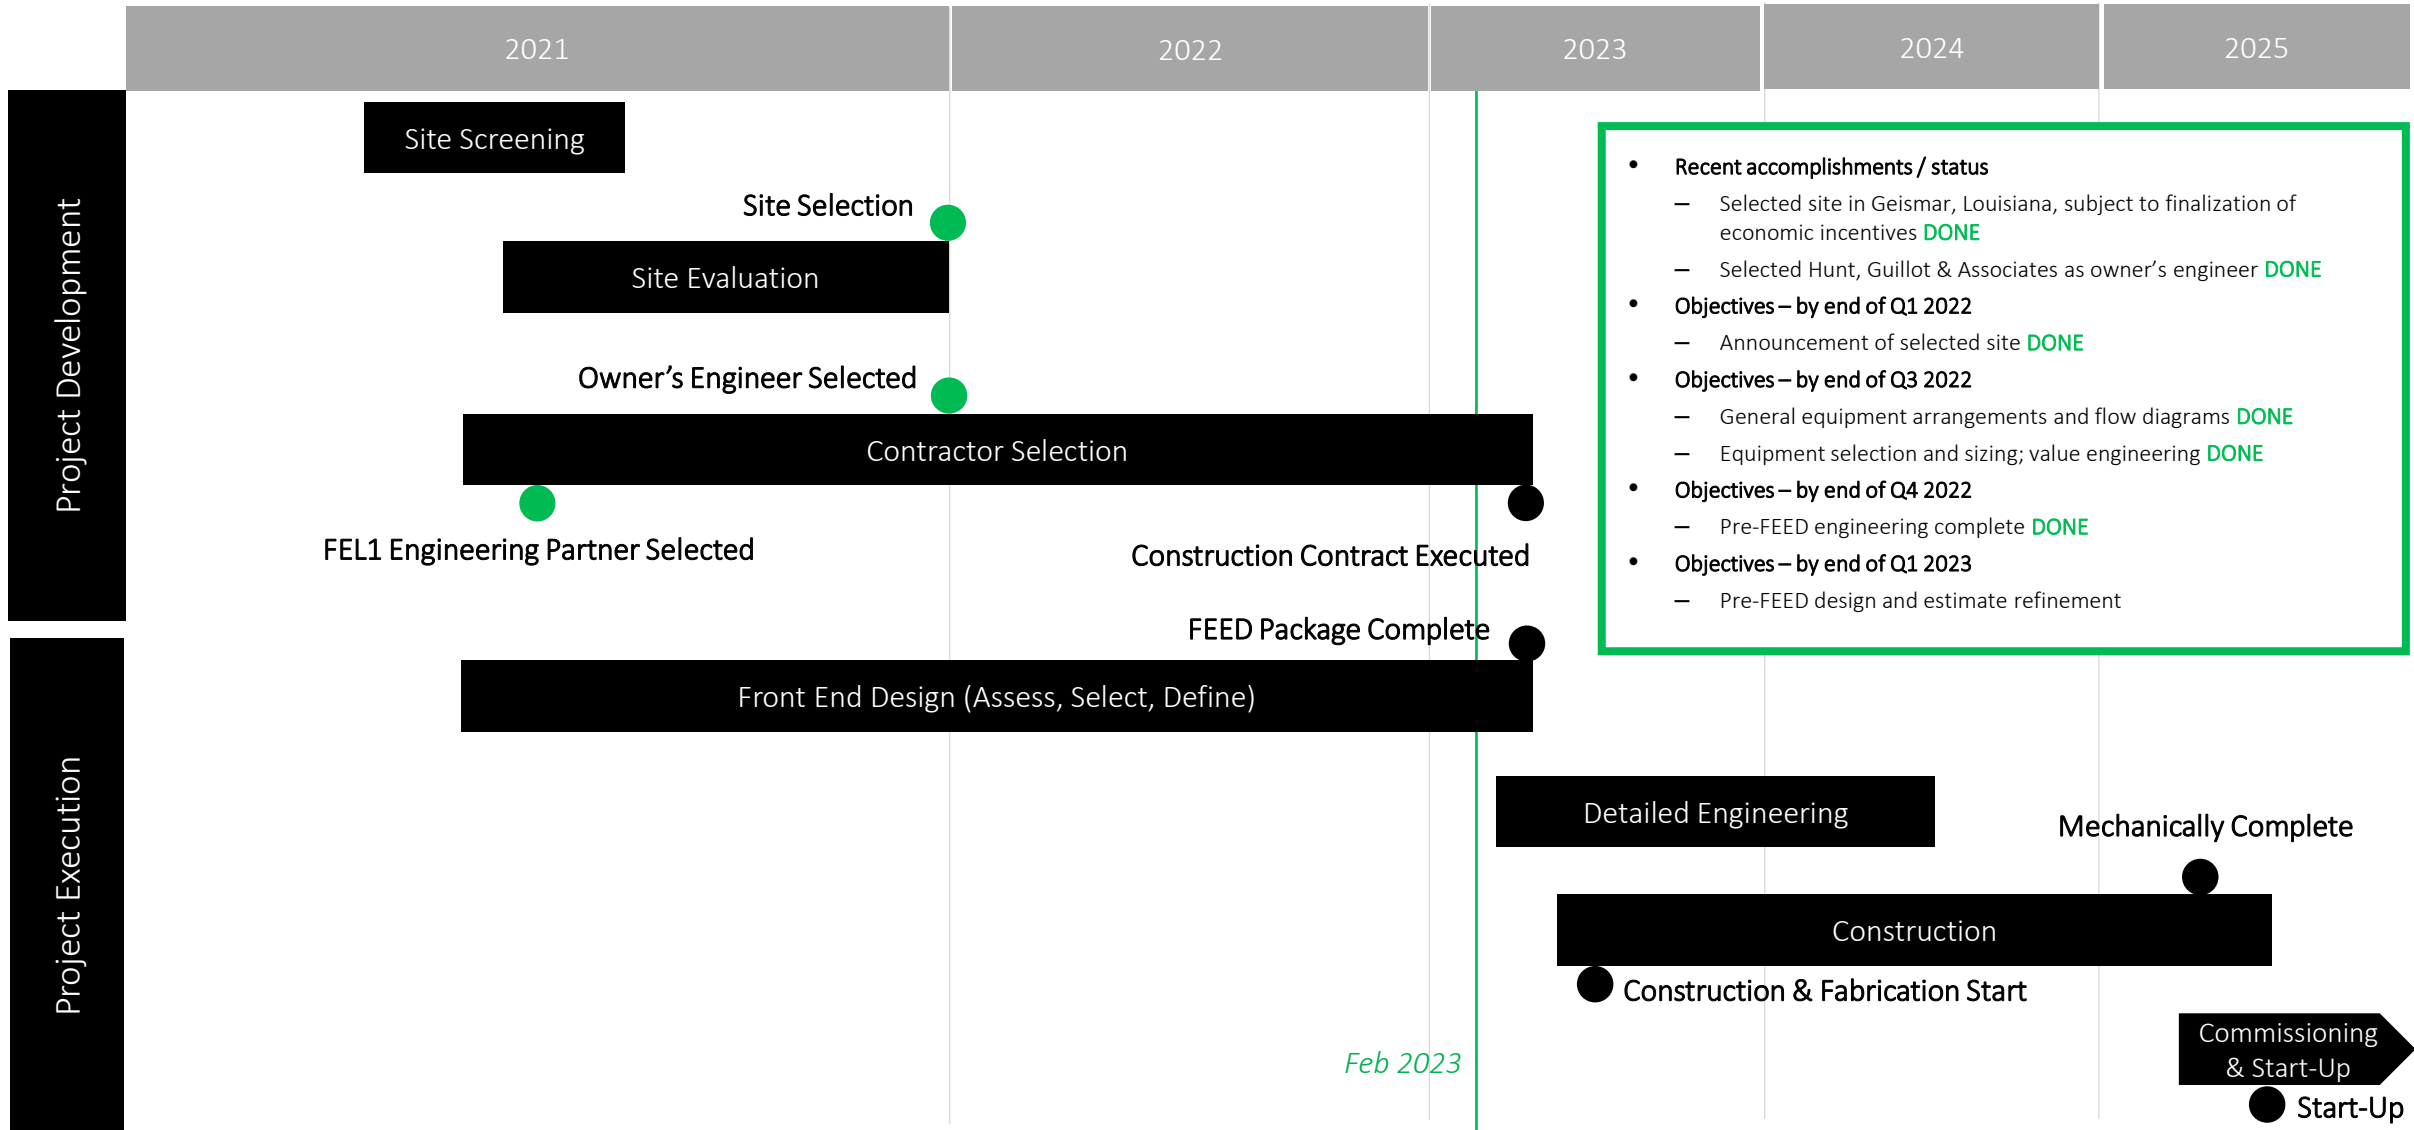 2021
2022
2023
2024
2025
Project Development
Site Screening
Site Selection
Site Evaluation
Owner’s Engineer Selected
Contractor Selection
FEL1 Engineering Partner Selected
Construction Contract Executed
• Recent accomplishments / status
– Selected site in Geismar, Louisiana, subject to finalization of
economic incentives DONE
– Selected Hunt, Guillot & Associates as owner’s engineer DONE
• Objectives – by end of Q1 2022
– Announcement of selected site DONE
• Objectives – by end of Q3 2022
– General equipment arrangements and flow diagrams DONE
– Equipment selection and sizing; value engineering DONE
• Objectives – by end of Q4 2022
– Pre-FEED engineering complete DONE
• Objectives – by end of Q1 2023
– Pre-FEED design and estimate refinement
Project Execution
FEED Package Complete
Front End Design (Assess, Select, Define)
Detailed Engineering
Mechanically Complete
Construction
Construction & Fabrication Start
Feb 2023
Commissioning
& Start-Up
Start-Up